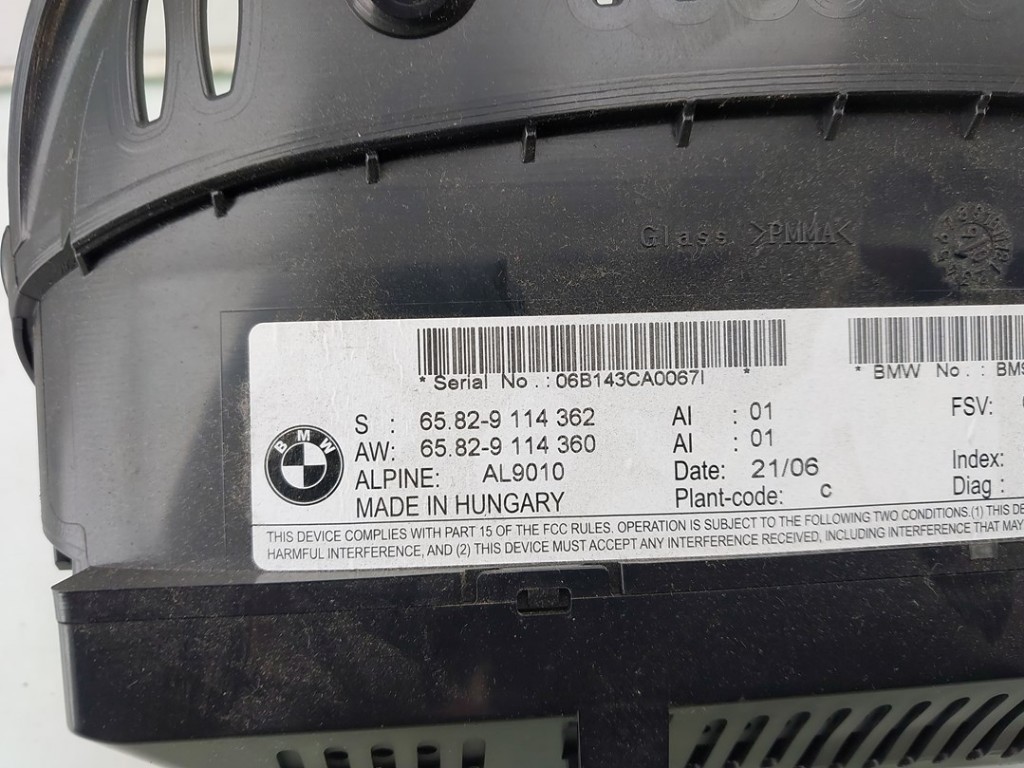 Glass >PMMA<
* Serial No.: 06B143CA0067I * * BMW No.: BM9
S : 65.82-9 114 362 AI : 01 FSV:
AW: 65.82-9 114 360 AI : 01
ALPINE: AL9010 Date: 21/06 Index:
MADE IN HUNGARY Plant-code: c Diag :
BMW
THIS DEVICE COMPLIES WITH PART 15 OF THE FCC RULES. OPERATION IS SUBJECT TO THE FOLLOWING TWO CONDITIONS.(1) THIS DE
HARMFUL INTERFERENCE, AND (2) THIS DEVICE MUST ACCEPT ANY INTERFERENCE RECEIVED, INCLUDING INTERFERENCE THAT MAY